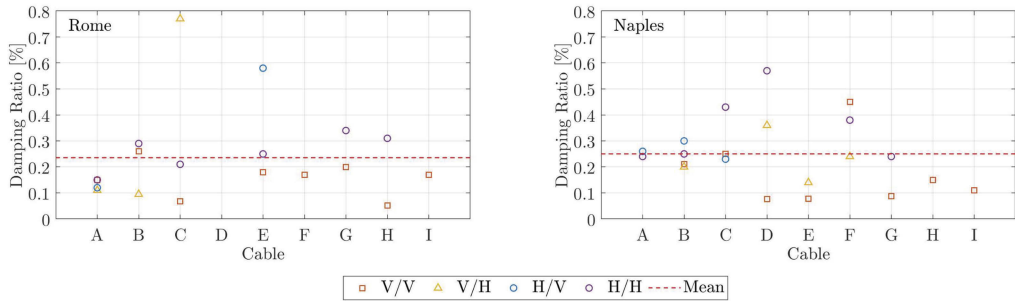 Rome
Damping Ratio [%]
0.8
0.7
0.6
0.5
0.4
0.3
0.2
0.1
0
A B C D E F G H I
Cable
Naples
Damping Ratio [%]
0.8
0.7
0.6
0.5
0.4
0.3
0.2
0.1
0
A B C D E F G H I
Cable
V/V V/H H/V H/H Mean